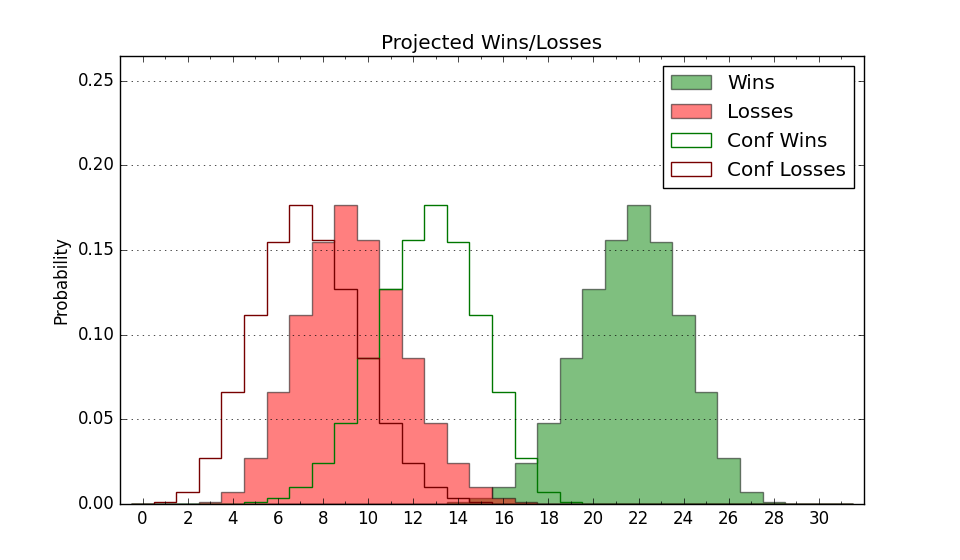 Projected Wins/Losses
0.25
0.20
0.15
0.10
0.05
0.00
Probability
Wins
Losses
Conf Wins
Conf Losses
0 2 4 6 8 10 12 14 16 18 20 22 24 26 28 30